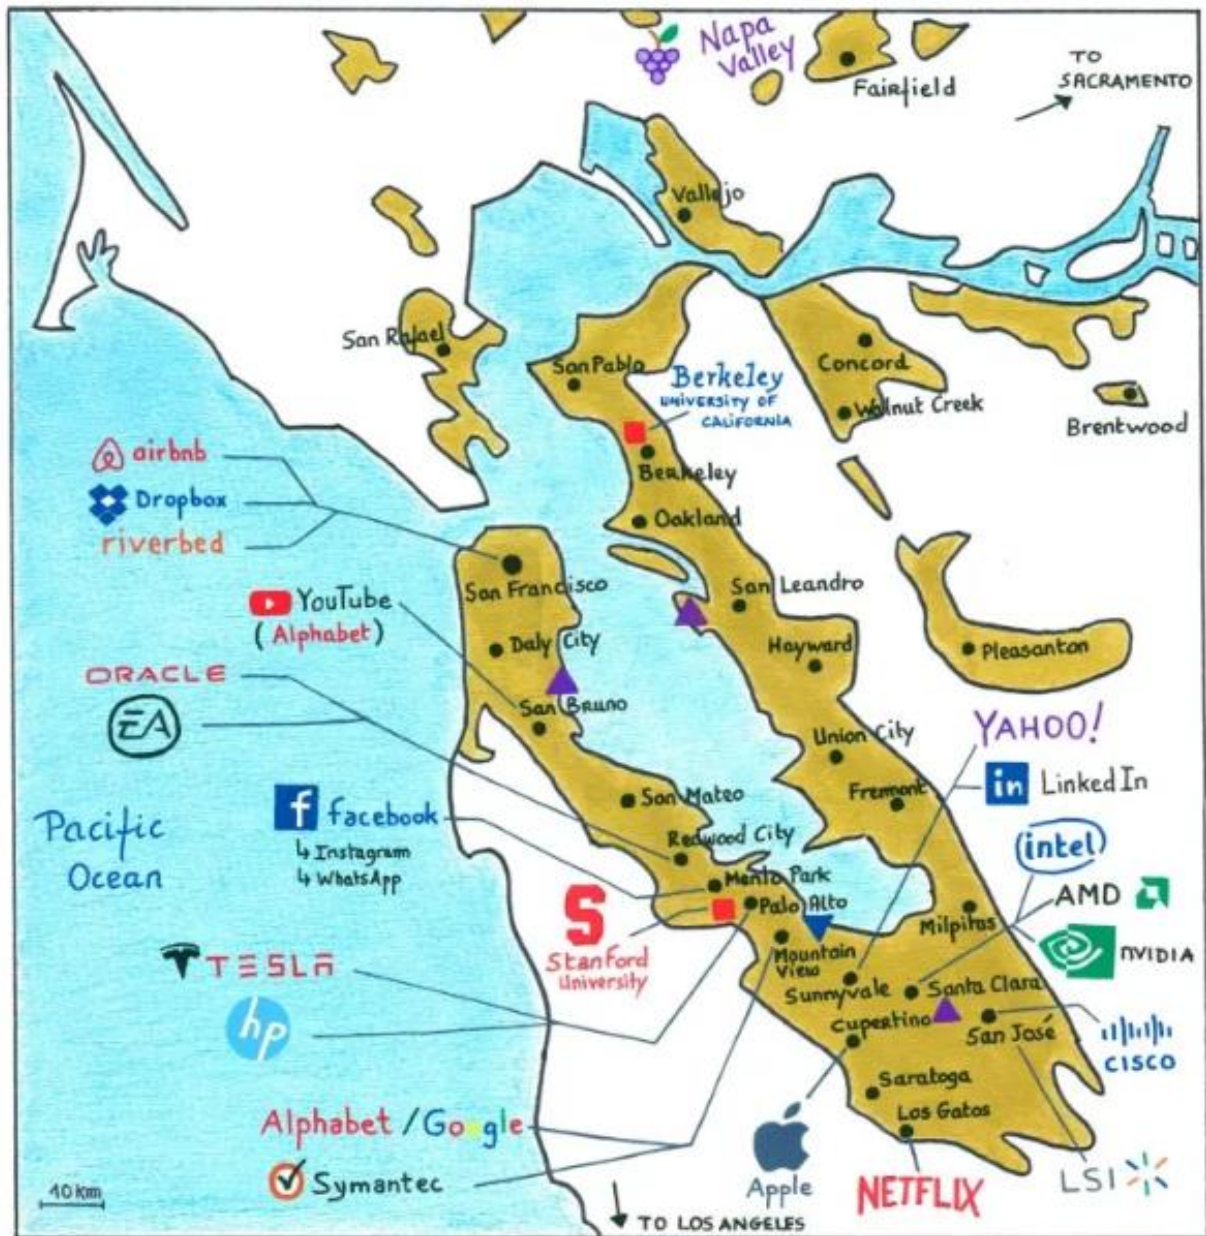 Napa
Valley
Fairfield
TO
SACRAMENTO
Vallejo
San Rafael
San Pablo
Concord
Berkeley
UNIVERSITY OF
CALIFORNIA
Walnut Creek
Brentwood
airbnb
Berkeley
Dropbox
Oakland
riverbed
San Francisco
San Leandro
YouTube
(Alphabet)
Daly City
Hayward
Pleasanton
ORACLE
San Bruno
EA
Union City
YAHOO!
in LinkedIn
San Mateo
Fremont
f facebook
Pacific
Ocean
↳ Instagram
↳ WhatsApp
Redwood City
intel
Menlo Park
AMD
S
Stanford
University
Palo Alto
Milpitas
NVIDIA
Mountain
View
TESLA
Sunnyvale
Santa Clara
hp
Cupertino
San José
CISCO
Saratoga
Alphabet / Google
Los Gatos
Symantec
Apple
NETFLIX
LSI
10 km
TO LOS ANGELES